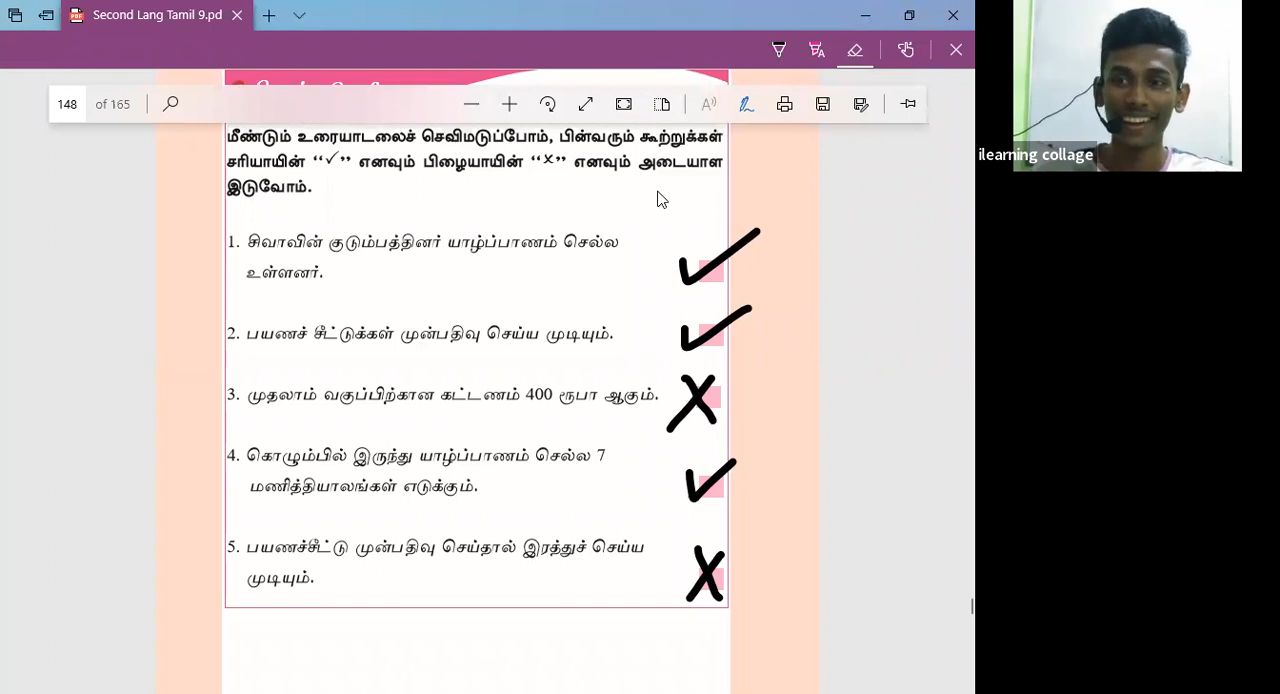 Second Lang Tamil 9.pd
148 of 165
மீண்டும் உரையாடலைச் செவிமடுப்போம், பின்வரும் கூற்றுக்கள்
சரியாயின் “✓” எனவும் பிழையாயின் “x” எனவும் அடையாள
இடுவோம்.
ilearning collage
1. சிவாவின் குடும்பத்தினர் யாழ்ப்பாணம் செல்ல
உள்ளனர்.
2. பயணச் சீட்டுக்கள் முன்பதிவு செய்ய முடியும்.
3. முதலாம் வகுப்பிற்கான கட்டணம் 400 ரூபா ஆகும்.
4. கொழும்பில் இருந்து யாழ்ப்பாணம் செல்ல 7
மணித்தியாலங்கள் எடுக்கும்.
5. பயணச்சீட்டு முன்பதிவு செய்தால் இரத்துச் செய்ய
முடியும்.